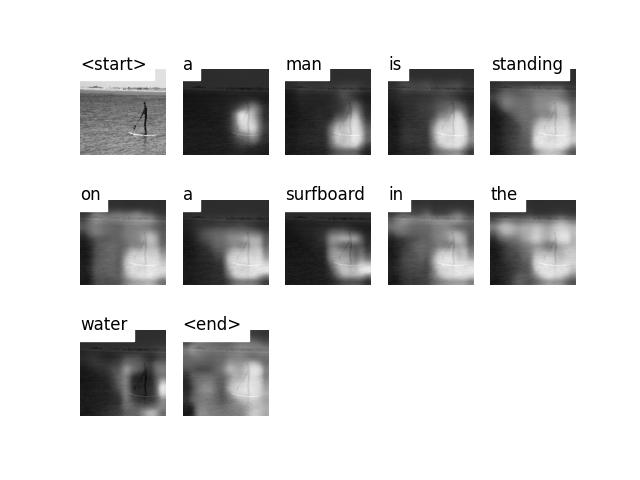 <start> a man is standing
on a surfboard in the
water <end>